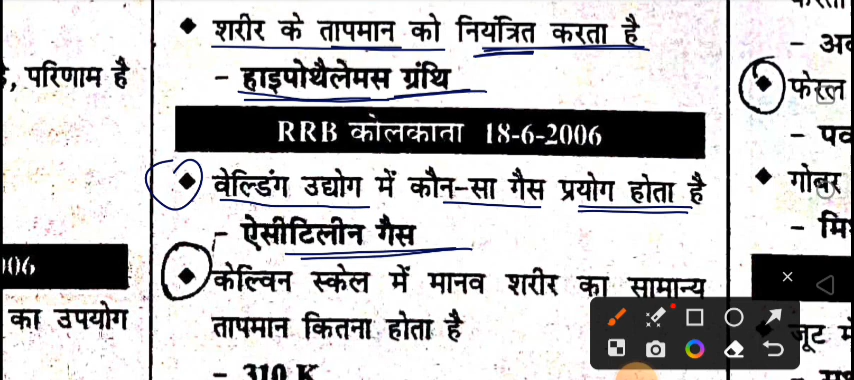 , परिणाम है
006
का उपयोग
◆ शरीर के तापमान को नियंत्रित करता है
– हाइपोथैलेमस ग्रंथि
RRB कोलकाता 18-6-2006
◆ वेल्डिंग उद्योग में कौन-सा गैस प्रयोग होता है
– ऐसीटिलीन गैस
◆ केल्विन स्केल में मानव शरीर का सामान्य
तापमान कितना होता है
– 310 K
◆ फेरल
◆ गोबर
जूट में